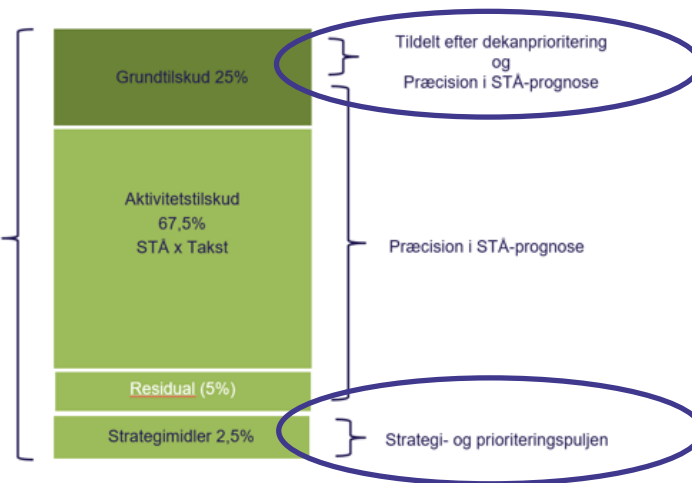 Grundtilskud 25%
Tildelt efter dekanprioritering
og
Præcision i STÅ-prognose
Aktivitetstilskud
67,5%
STÅ x Takst
Præcision i STÅ-prognose
Residual (5%)
Strategimidler 2,5%
Strategi- og prioriteringspuljen